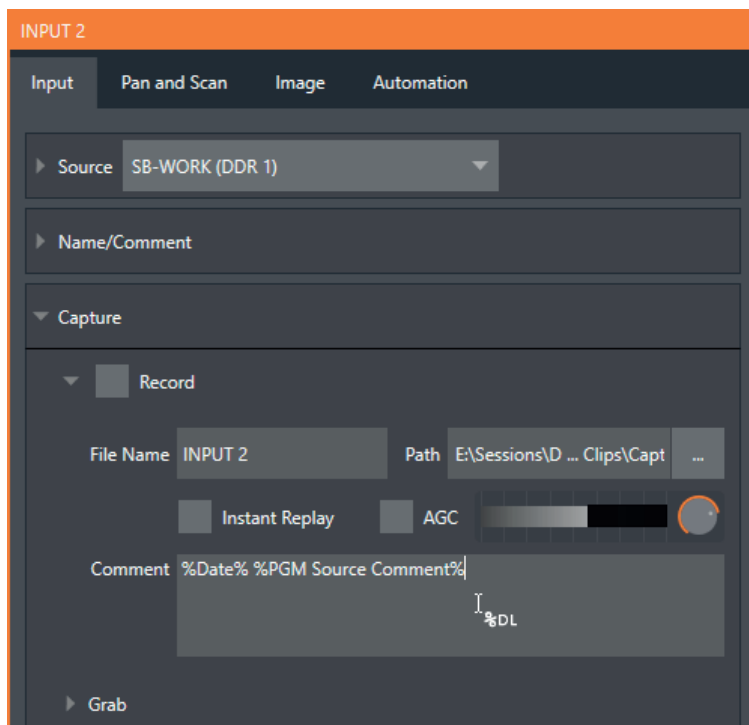 INPUT 2
Input Pan and Scan Image Automation
Source SB-WORK (DDR 1)
Name/Comment
Capture
Record
File Name INPUT 2 Path E:\Sessions\D ... Clips\Capt ...
Instant Replay AGC
Comment %Date% %PGM Source Comment%
%DL
Grab